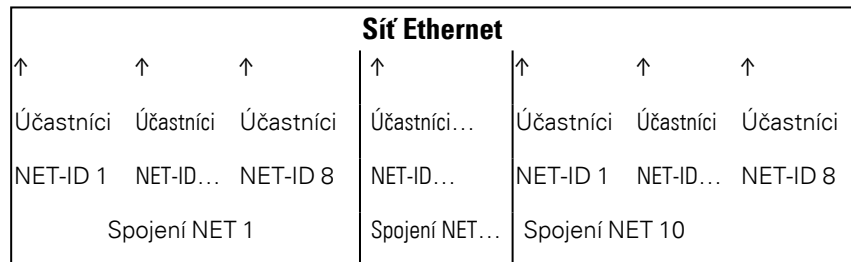 Síť Ethernet
↑ ↑ ↑ ↑ ↑ ↑ ↑
Účastníci Účastníci Účastníci Účastníci… Účastníci Účastníci Účastníci
NET-ID 1 NET-ID… NET-ID 8 NET-ID… NET-ID 1 NET-ID… NET-ID 8
Spojení NET 1 Spojení NET… Spojení NET 10